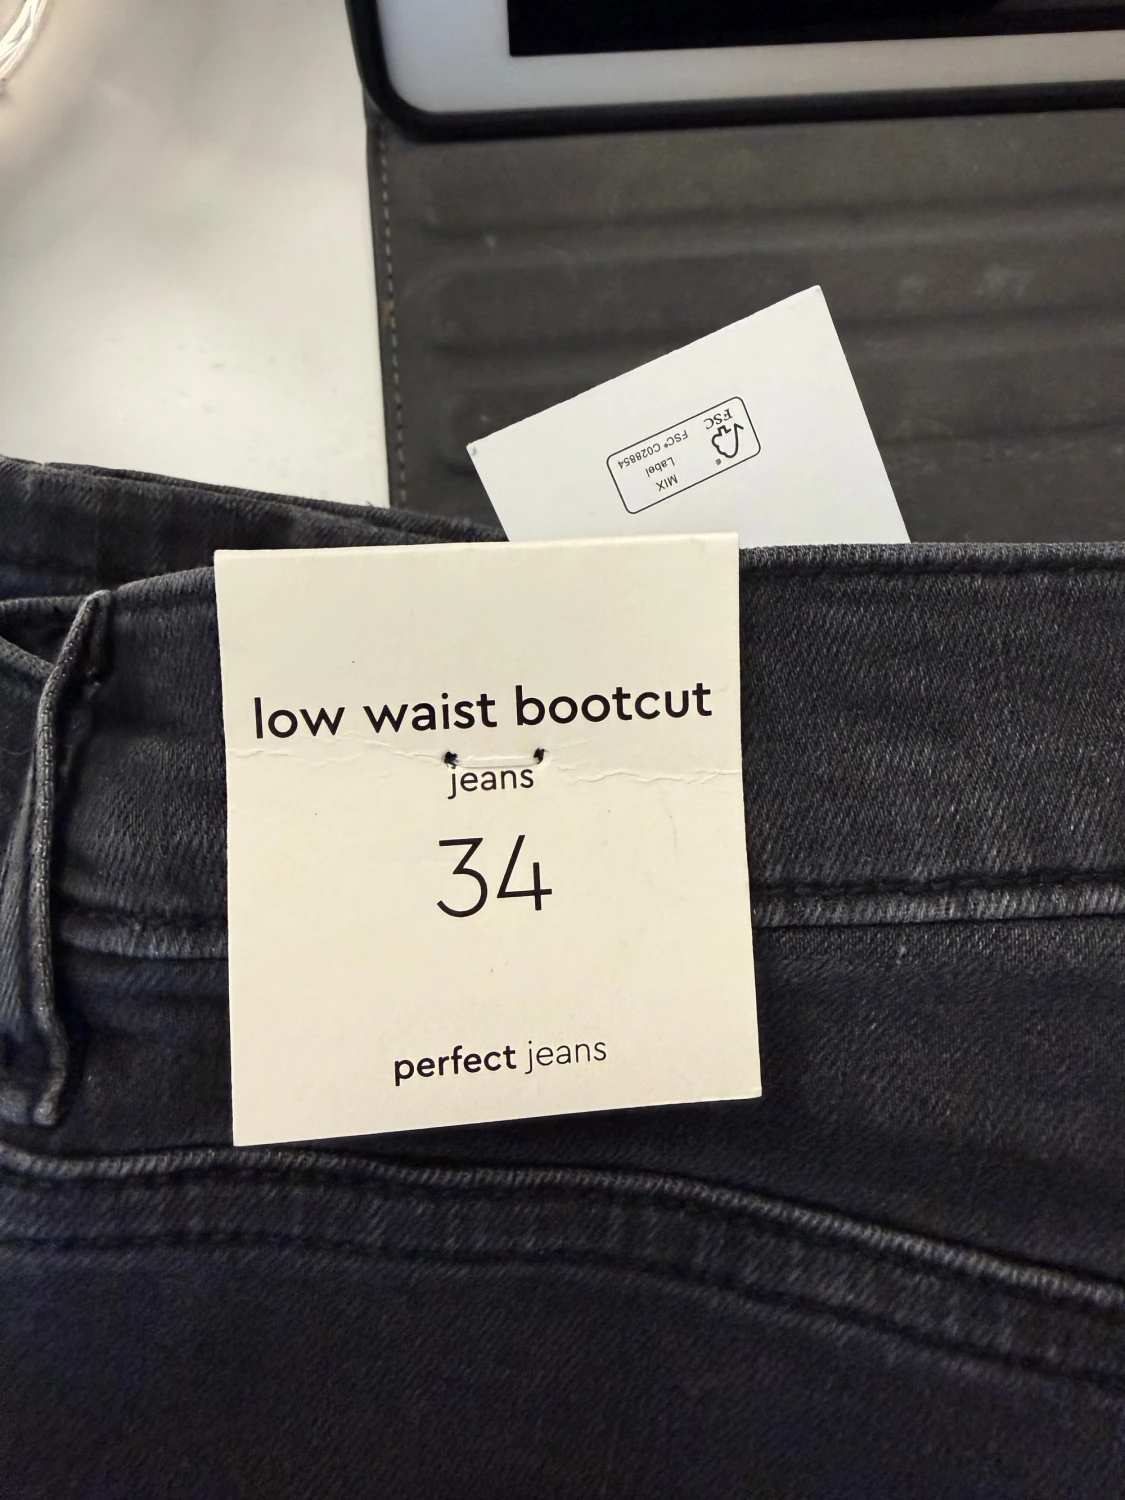 FSC
FSC® C028854
Label
MIX
low waist bootcut
jeans
34
perfect jeans